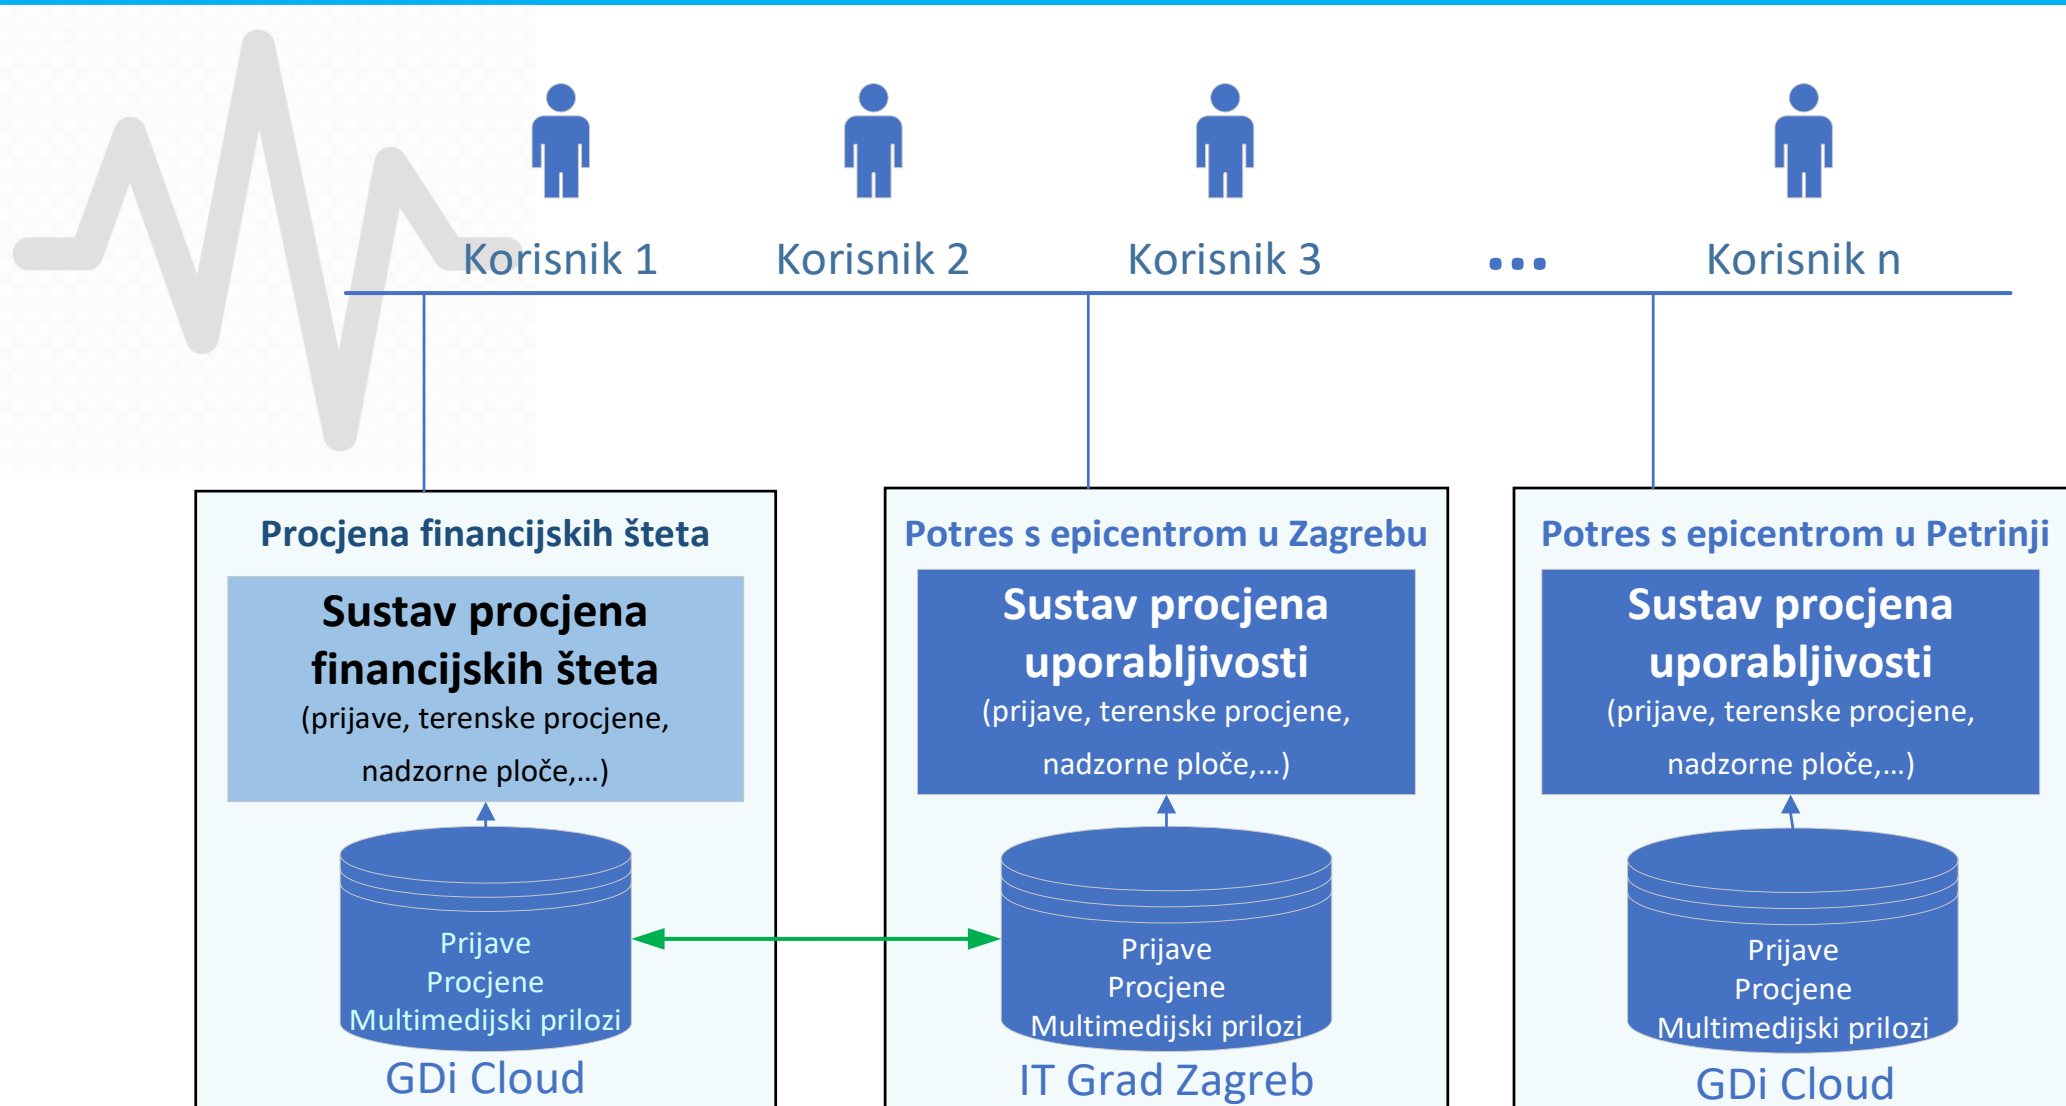 Korisnik 1
Korisnik 2
Korisnik 3
...
Korisnik n
Procjena financijskih šteta
Sustav procjena
financijskih šteta
(prijave, terenske procjene,
nadzorne ploče,...)
Prijave
Procjene
Multimedijski prilozi
GDi Cloud
Potres s epicentrom u Zagrebu
Sustav procjena
uporabljivosti
(prijave, terenske procjene,
nadzorne ploče,...)
Prijave
Procjene
Multimedijski prilozi
IT Grad Zagreb
Potres s epicentrom u Petrinji
Sustav procjena
uporabljivosti
(prijave, terenske procjene,
nadzorne ploče,...)
Prijave
Procjene
Multimedijski prilozi
GDi Cloud